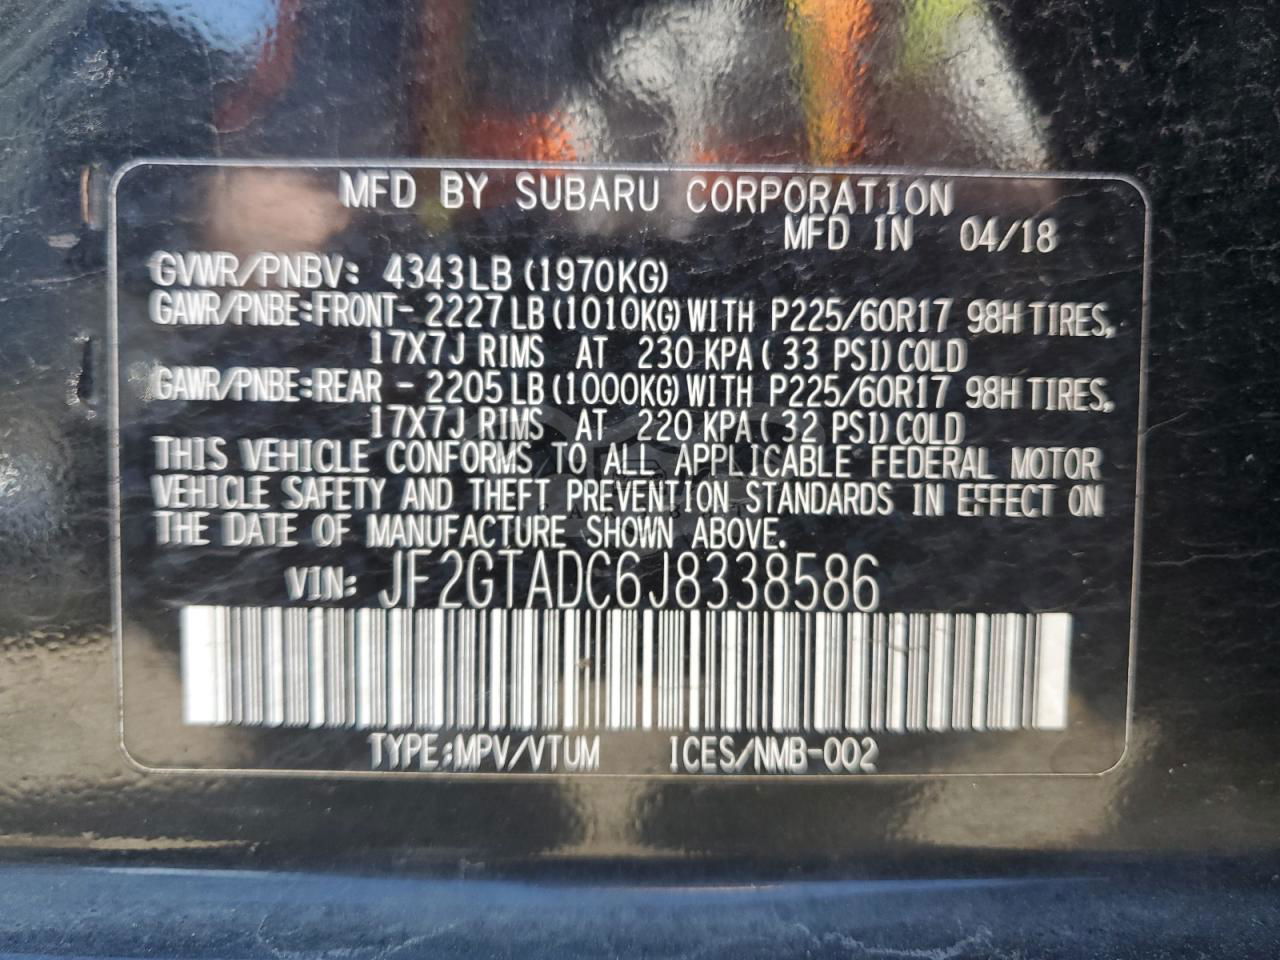 MFD BY SUBARU CORPORATION
MFD IN 04/18
GVWR/PNBV: 4343LB (1970KG)
GAWR/PNBE:FRONT- 2227 LB (1010KG) WITH P225/60R17 98H TIRES,
17X7J RIMS AT 230 KPA ( 33 PSI) COLD
GAWR/PNBE:REAR - 2205 LB (1000KG) WITH P225/60R17 98H TIRES,
17X7J RIMS AT 220 KPA ( 32 PSI) COLD
THIS VEHICLE CONFORMS TO ALL APPLICABLE FEDERAL MOTOR
VEHICLE SAFETY AND THEFT PREVENTION STANDARDS IN EFFECT ON
THE DATE OF MANUFACTURE SHOWN ABOVE.
VIN: JF2GTADC6J8338586
TYPE:MPV/VTUM ICES/NMB-002